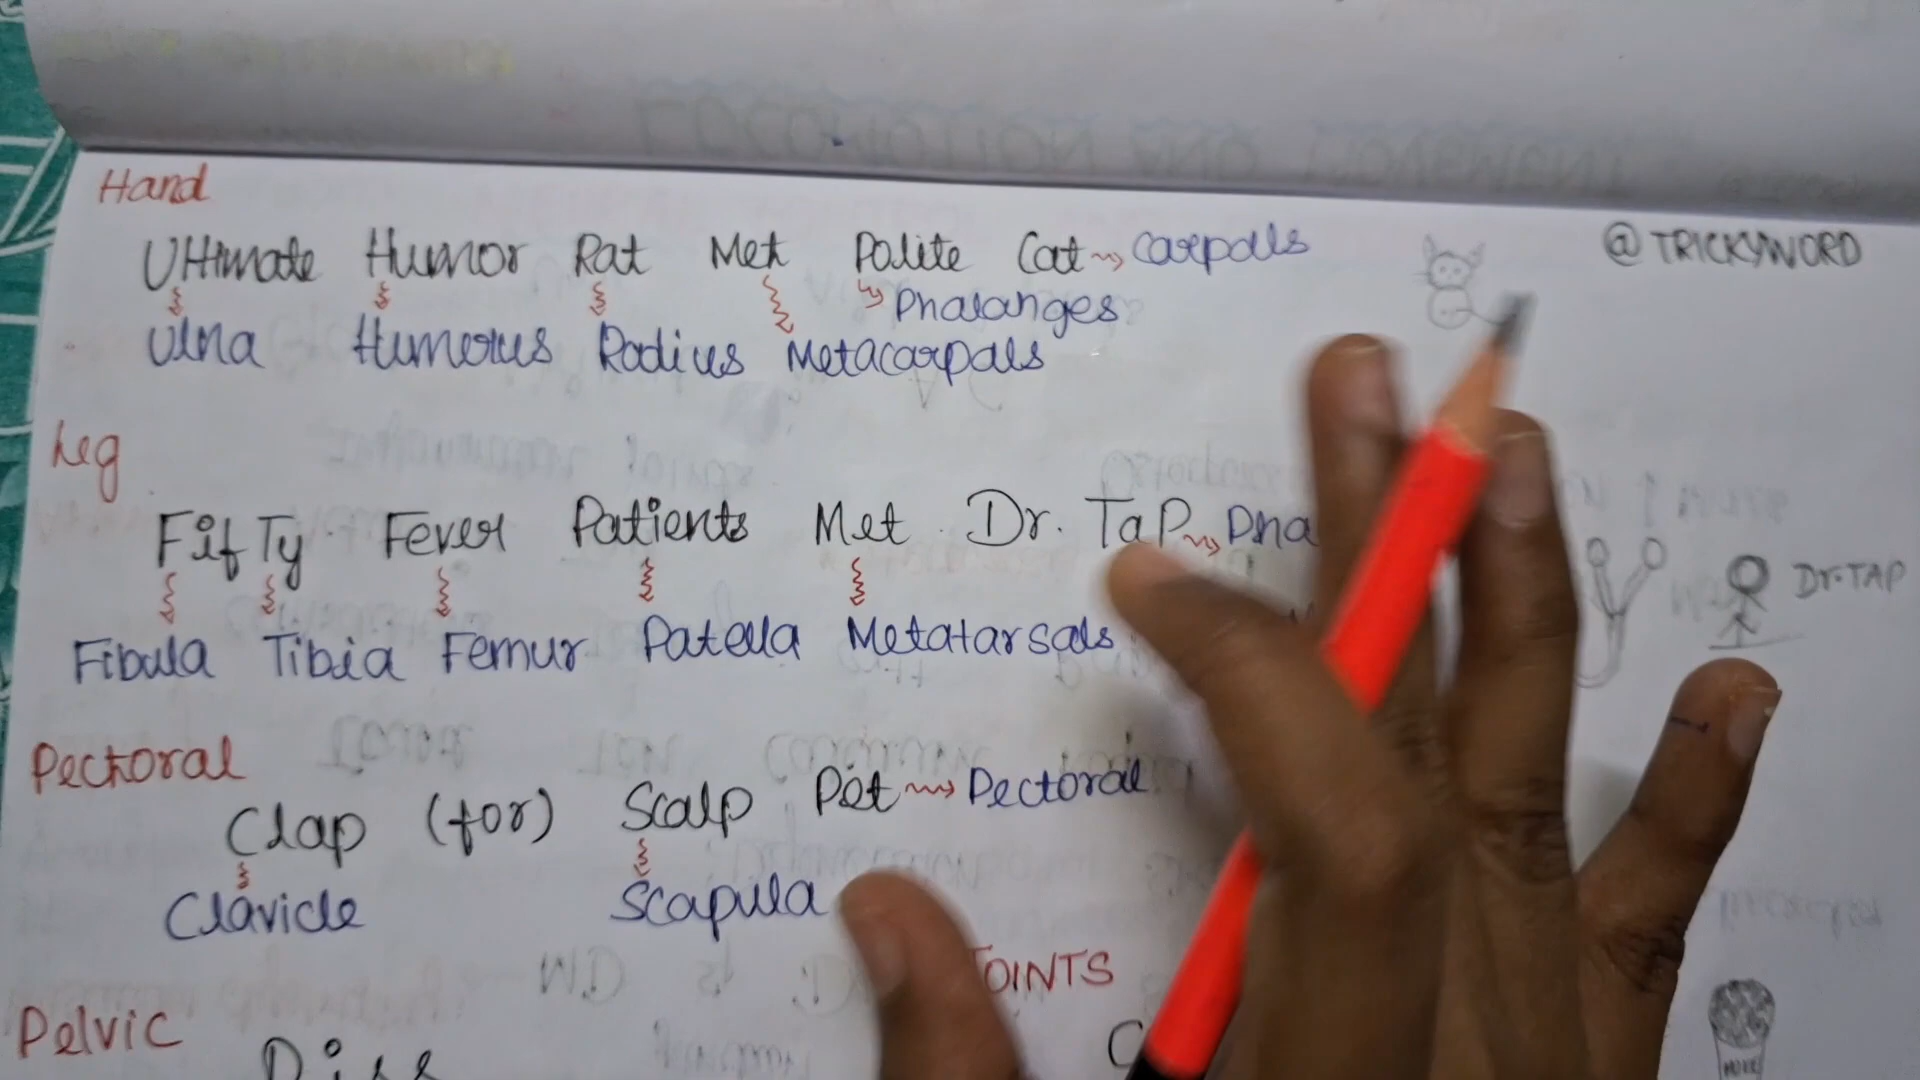 Hand
@TRICKYWORD
Ultimate Humor Rat Met Polite Cat carpals
Phalanges
Ulna Humerus Radius Metacarpals
Leg
FifTy Fever Patients Met Dr. TaP Pha
Dr.TAP
Fibula Tibia Femur Patella Metatarsals
Pectoral
Clap (for) Scalp Pet Pectoral
Clavicle Scapula
JOINTS
Pelvic